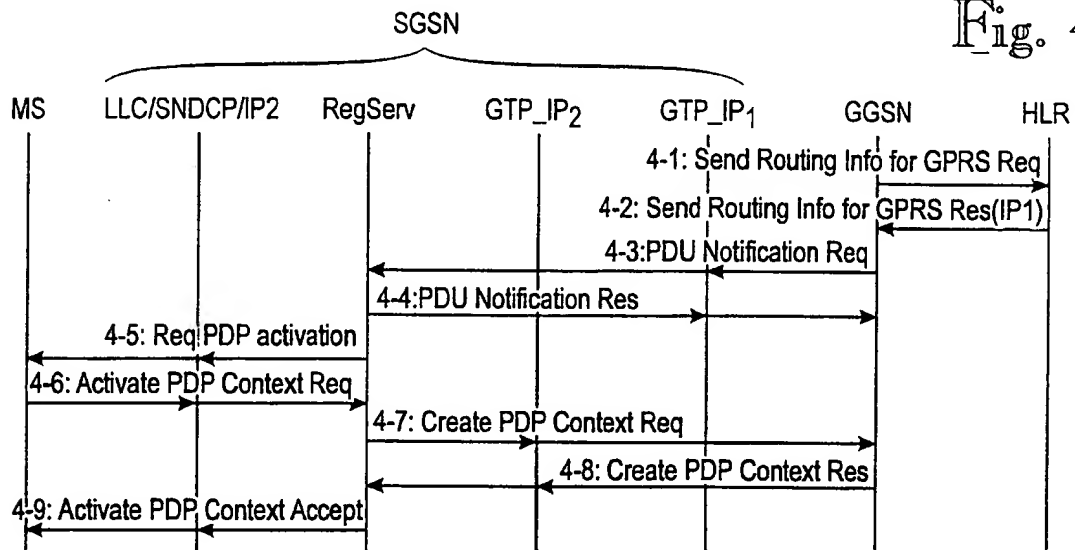 SGSN
Fig. 4
MS LLC/SNDCP/IP2 RegServ GTP_IP2 GTP_IP1 GGSN HLR
4-1: Send Routing Info for GPRS Req
4-2: Send Routing Info for GPRS Res(IP1)
4-3:PDU Notification Req
4-4:PDU Notification Res
4-5: Req PDP activation
4-6: Activate PDP Context Req
4-7: Create PDP Context Req
4-8: Create PDP Context Res
4-9: Activate PDP Context Accept